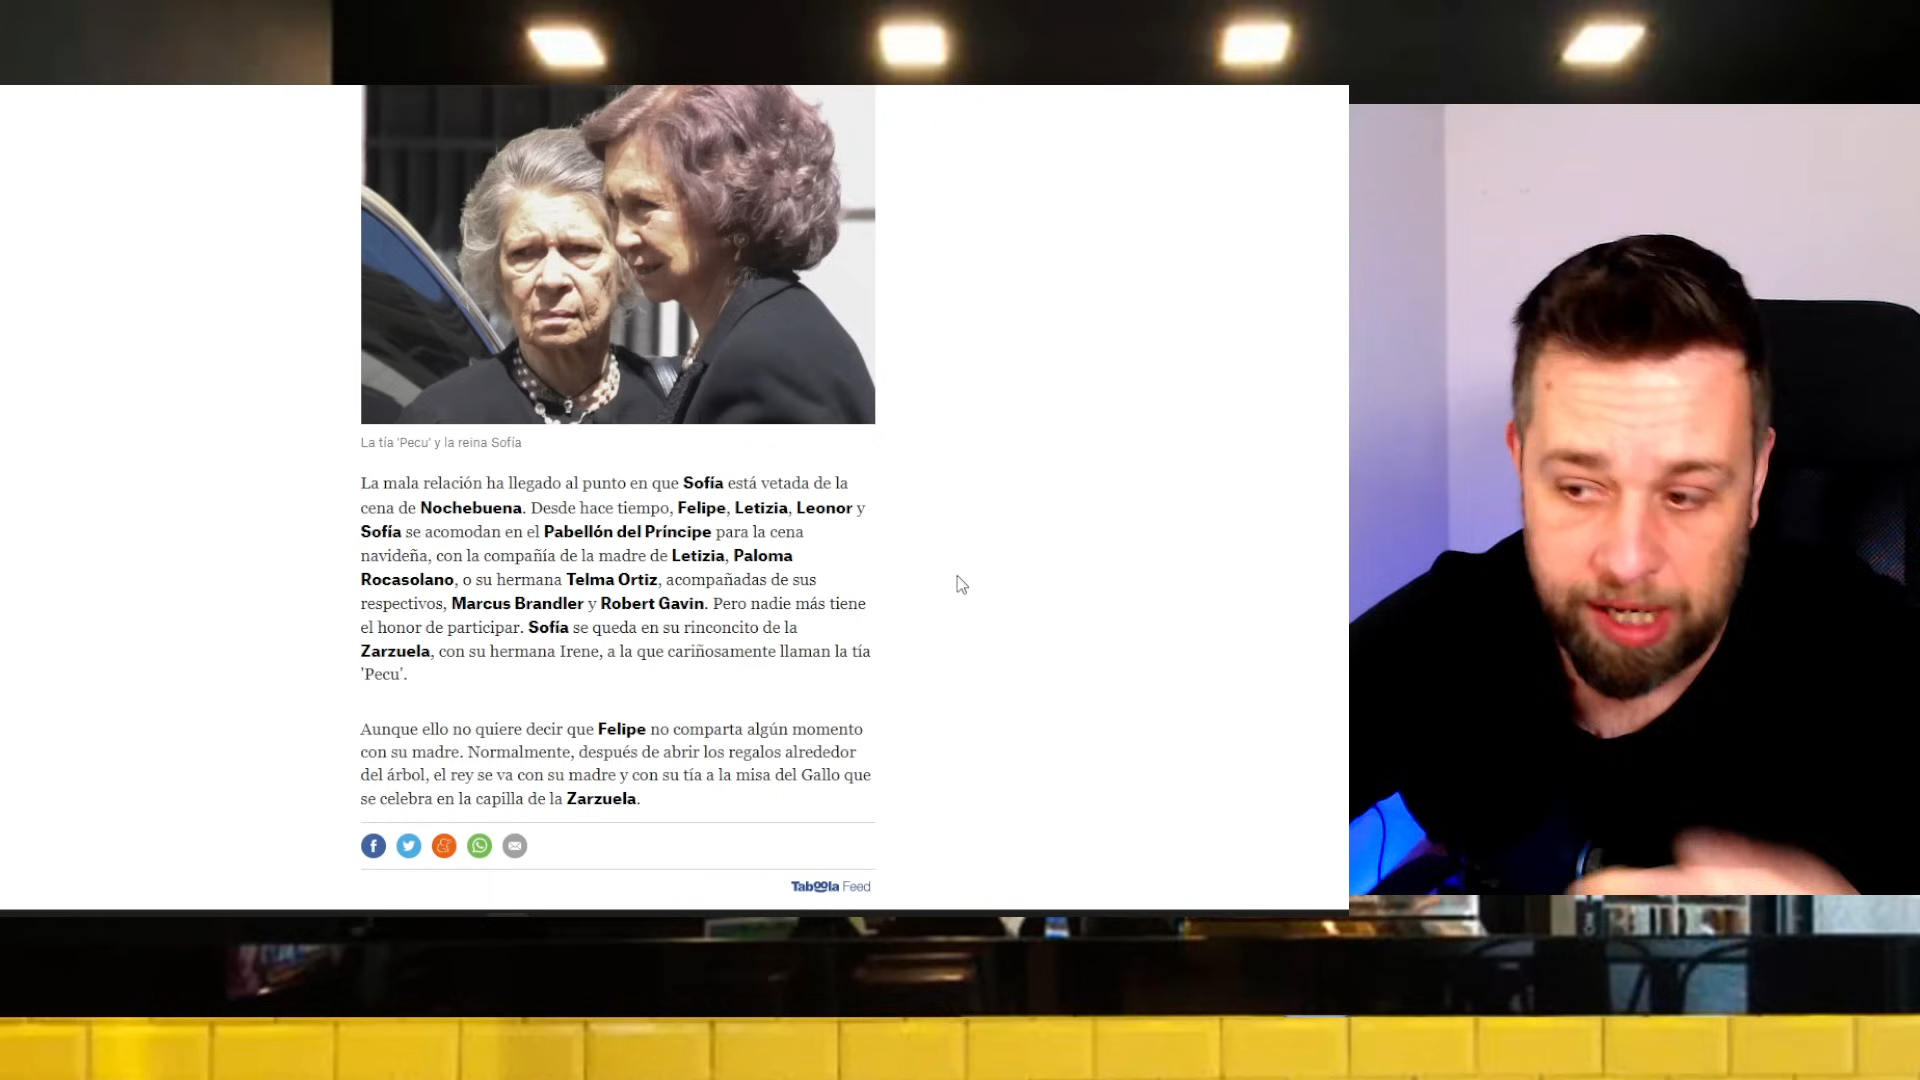 La tía 'Pecu' y la reina Sofía
La mala relación ha llegado al punto en que Sofía está vetada de la
cena de Nochebuena. Desde hace tiempo, Felipe, Letizia, Leonor y
Sofía se acomodan en el Pabellón del Príncipe para la cena
navideña, con la compañía de la madre de Letizia, Paloma
Rocasolano, o su hermana Telma Ortiz, acompañadas de sus
respectivos, Marcus Brandler y Robert Gavin. Pero nadie más tiene
el honor de participar. Sofía se queda en su rinconcito de la
Zarzuela, con su hermana Irene, a la que cariñosamente llaman la tía
'Pecu'.
Aunque ello no quiere decir que Felipe no comparta algún momento
con su madre. Normalmente, después de abrir los regalos alrededor
del árbol, el rey se va con su madre y con su tía a la misa del Gallo que
se celebra en la capilla de la Zarzuela.
Taboola Feed